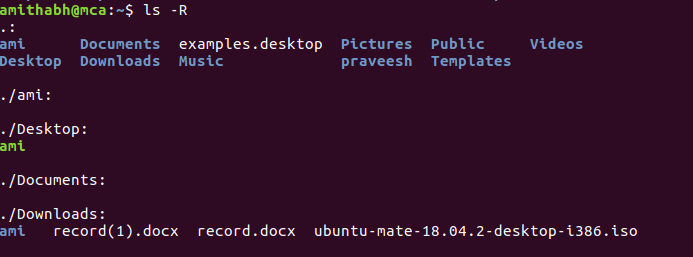 amithabh@mca:~$ ls -R
.:
ami Documents examples.desktop Pictures Public Videos
Desktop Downloads Music praveesh Templates
./ami:
./Desktop:
ami
./Documents:
./Downloads:
ami record(1).docx record.docx ubuntu-mate-18.04.2-desktop-i386.iso